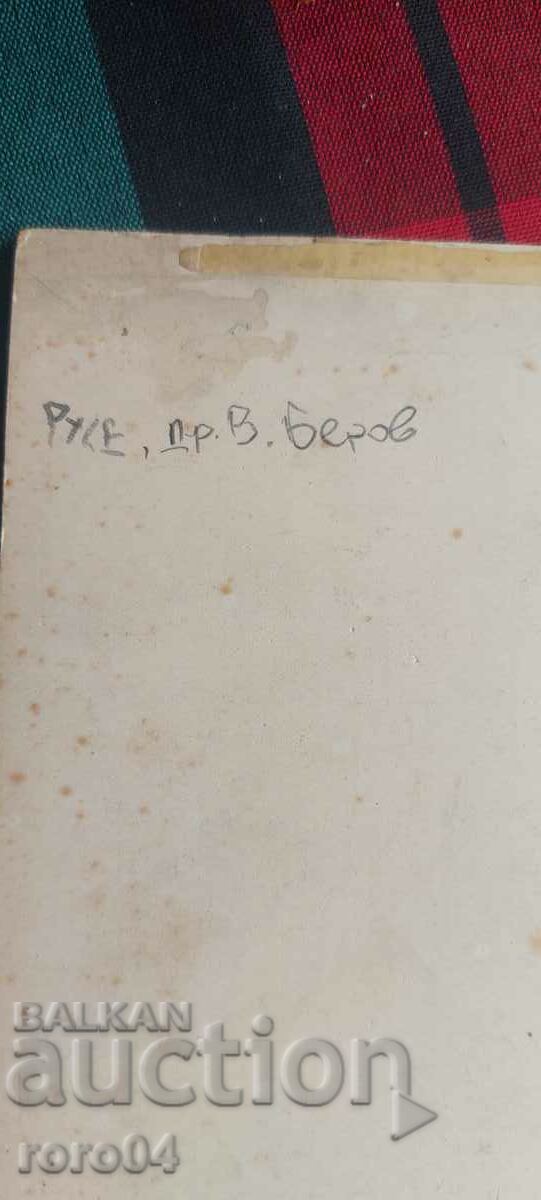 Русе, пр. В. Беров
BALKAN
auction
roro04